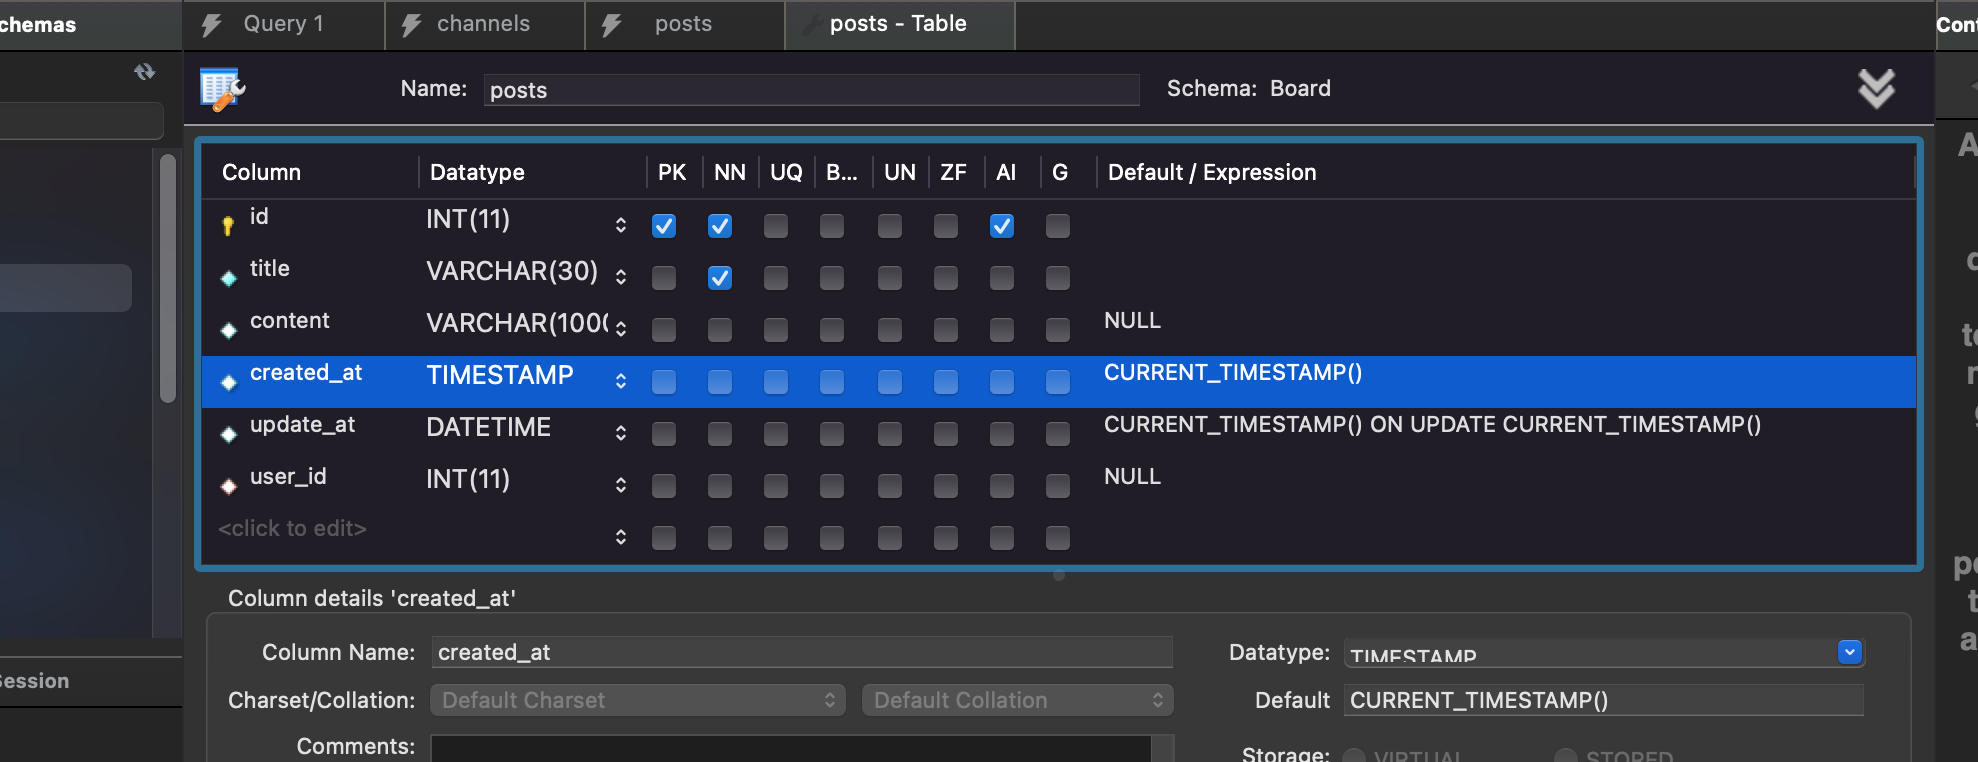 chemas
Query 1
channels
posts
posts - Table
Name:
posts
Schema: Board
Column
Datatype
PK
NN
UQ
B...
UN
ZF
AI
G
Default / Expression
id
INT(11)
title
VARCHAR(30)
content
VARCHAR(100
NULL
created_at
TIMESTAMP
CURRENT_TIMESTAMP()
update_at
DATETIME
CURRENT_TIMESTAMP() ON UPDATE CURRENT_TIMESTAMP()
user_id
INT(11)
NULL
<click to edit>
Column details 'created_at'
Column Name:
created_at
Datatype:
TIMESTAMP
Charset/Collation:
Default Charset
Default Collation
Default
CURRENT_TIMESTAMP()
Comments:
Storage:
VIRTUAL
STORED
Session
Cont